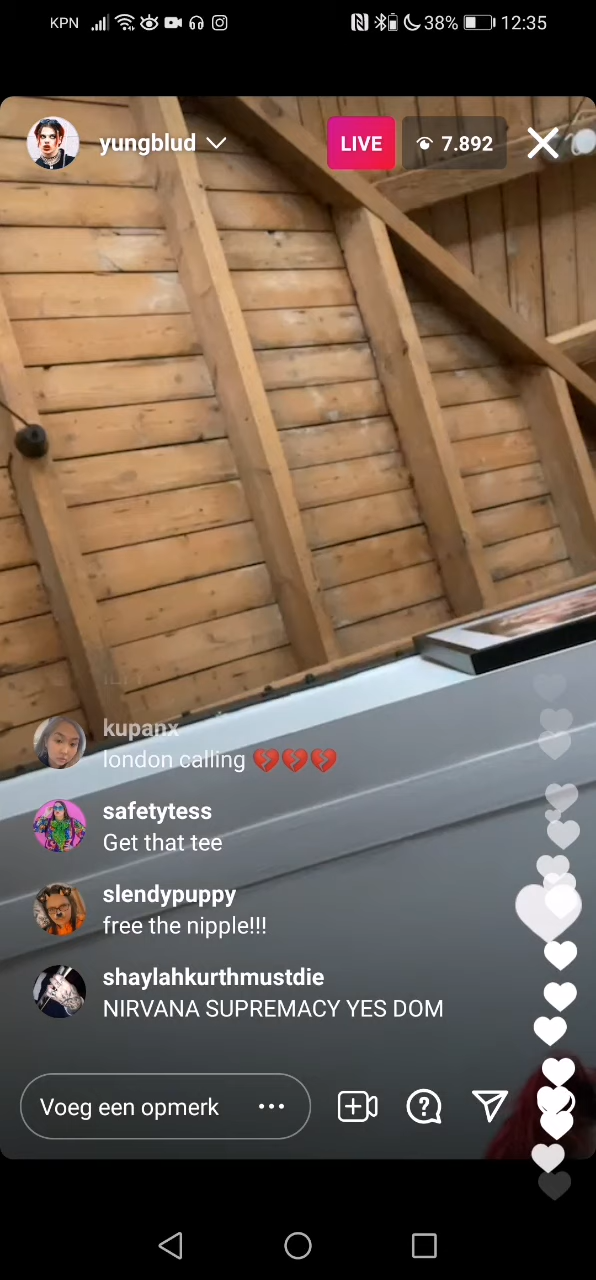 KPN 38% 12:35
yungblud LIVE 7.892
kupanx
london calling 💔💔💔
safetytess
Get that tee
slendypuppy
free the nipple!!!
shaylahkurthmustdie
NIRVANA SUPREMACY YES DOM
Voeg een opmerk